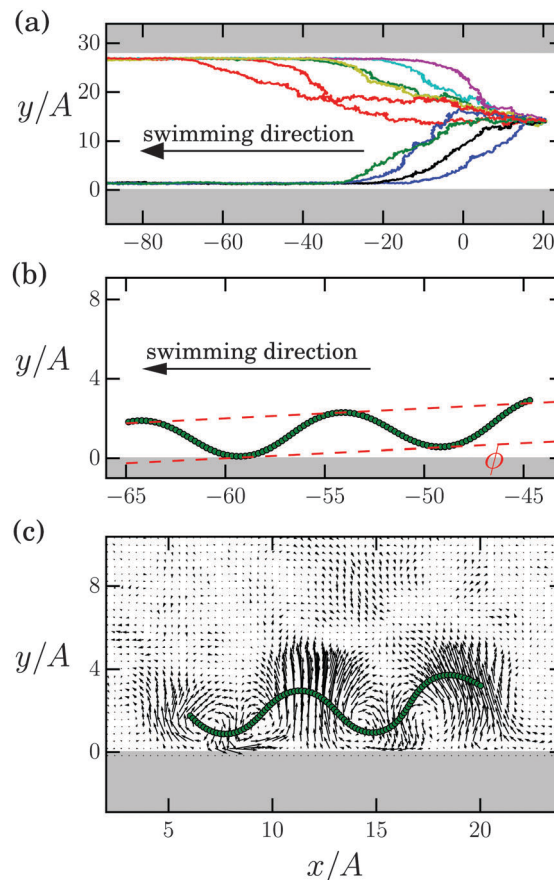 (a)
30
20
10
0
y/A
swimming direction
−80 −60 −40 −20 0 20
(b)
8
4
0
y/A
swimming direction
ϕ
−65 −60 −55 −50 −45
(c)
8
4
0
y/A
5 10 15 20
x/A